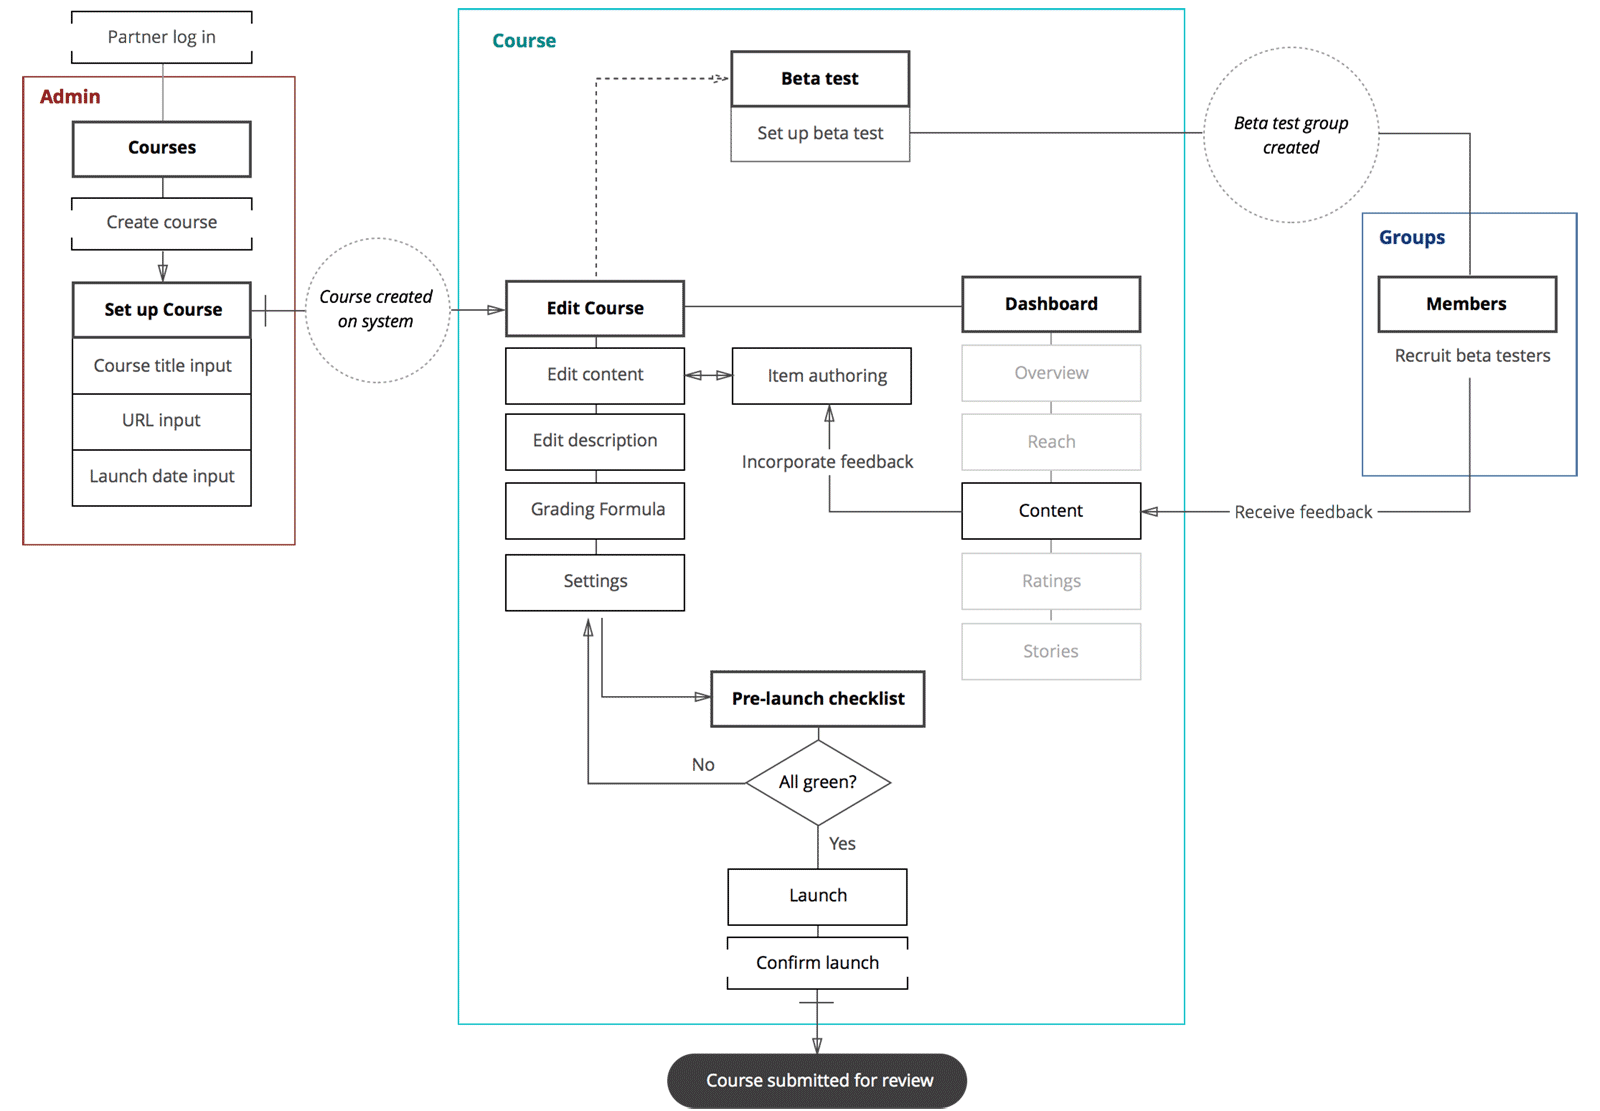 Partner log in
Admin
Courses
Create course
Set up Course
Course title input
URL input
Launch date input
Course created
on system
Course
Beta test
Set up beta test
Beta test group
created
Groups
Members
Recruit beta testers
Receive feedback
Edit Course
Edit content
Edit description
Grading Formula
Settings
Item authoring
Incorporate feedback
Dashboard
Overview
Reach
Content
Ratings
Stories
Pre-launch checklist
All green?
No
Yes
Launch
Confirm launch
Course submitted for review